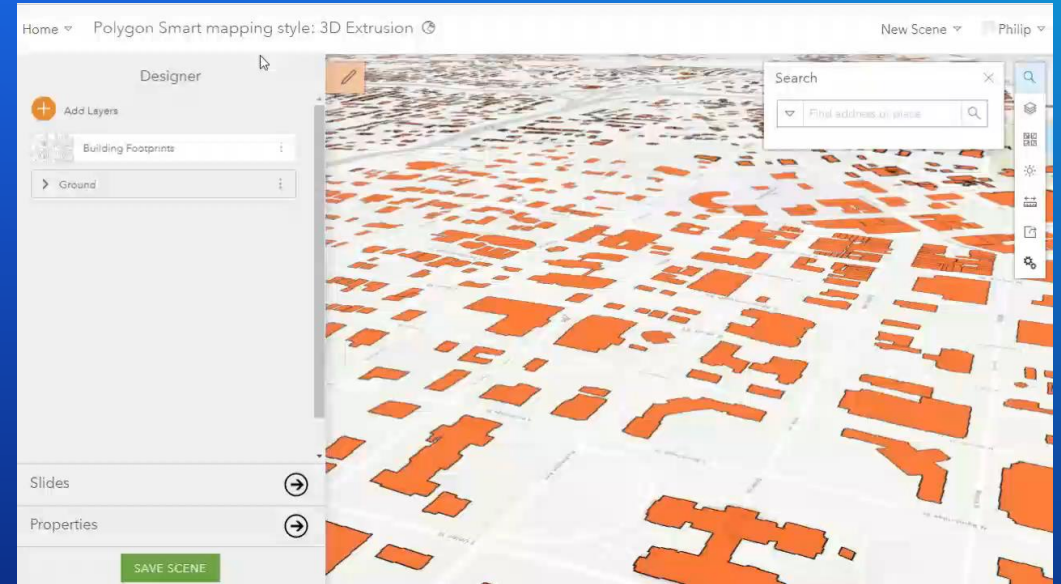 Home
Polygon Smart mapping style: 3D Extrusion
New Scene
Philip
Designer
Add Layers
Building Footprints
Ground
Slides
Properties
SAVE SCENE
Search
Find address or place